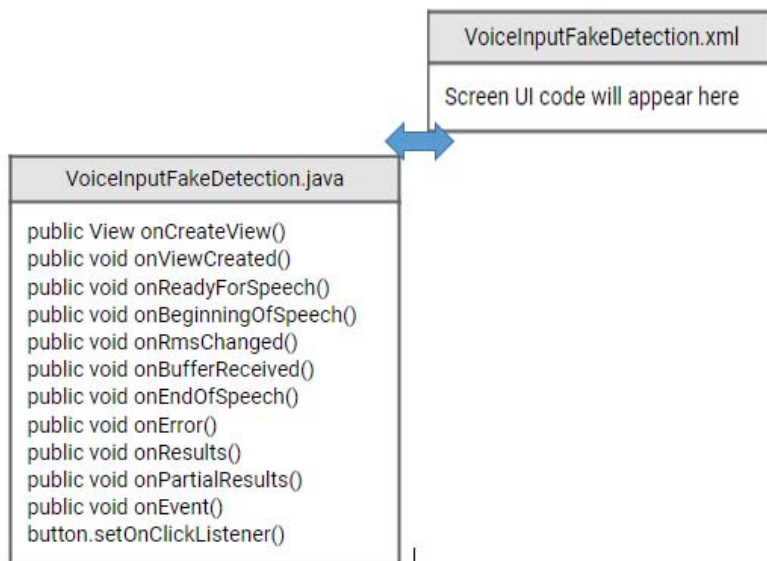 VoiceInputFakeDetection.xml
Screen UI code will appear here
VoiceInputFakeDetection.java
public View onCreateView()
public void onViewCreated()
public void onReadyForSpeech()
public void onBeginningOfSpeech()
public void onRmsChanged()
public void onBufferReceived()
public void onEndOfSpeech()
public void onError()
public void onResults()
public void onPartialResults()
public void onEvent()
button.setOnClickListener()